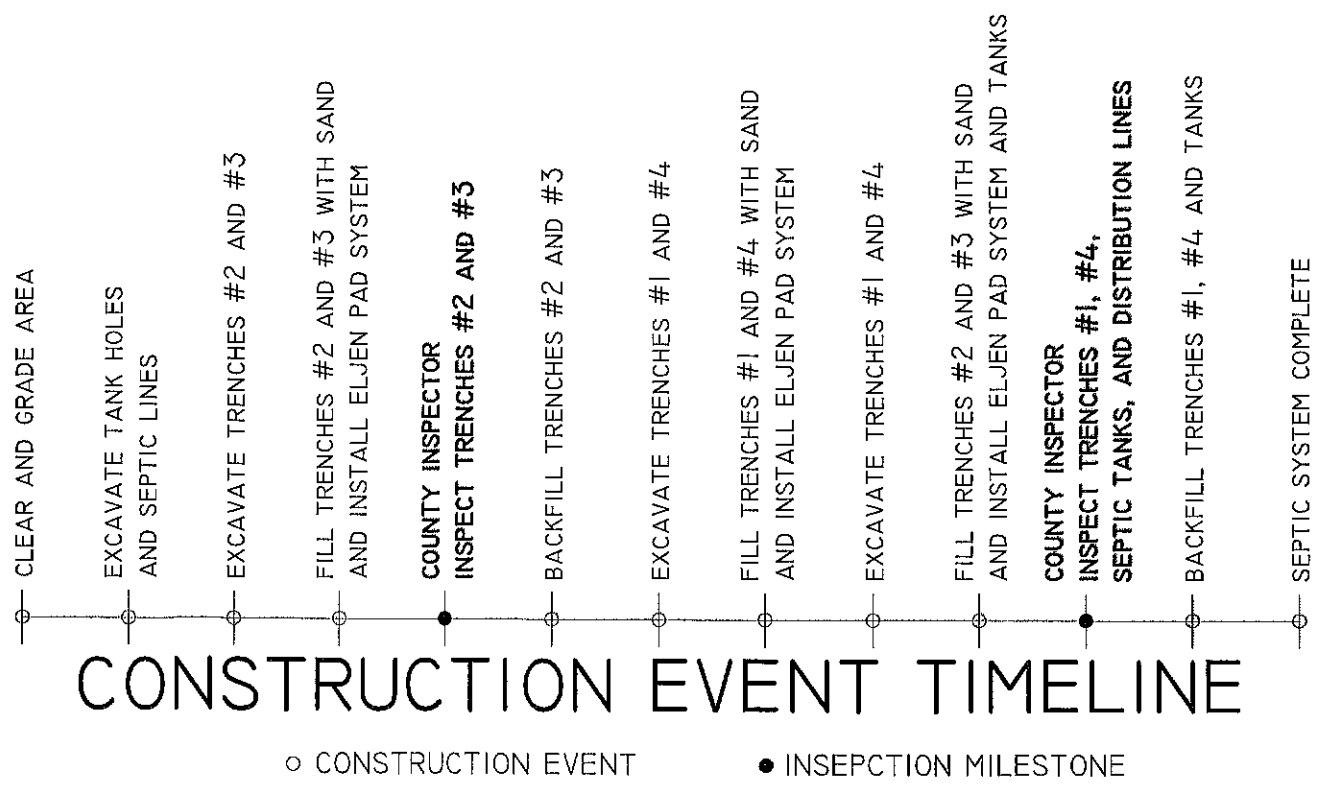 CLEAR AND GRADE AREA
EXCAVATE TANK HOLES
AND SEPTIC LINES
EXCAVATE TRENCHES #2 AND #3
FILL TRENCHES #2 AND #3 WITH SAND
AND INSTALL ELJEN PAD SYSTEM
COUNTY INSPECTOR
INSPECT TRENCHES #2 AND #3
BACKFILL TRENCHES #2 AND #3
EXCAVATE TRENCHES #1 AND #4
FILL TRENCHES #1 AND #4 WITH SAND
AND INSTALL ELJEN PAD SYSTEM
EXCAVATE TRENCHES #1 AND #4
FILL TRENCHES #2 AND #3 WITH SAND
AND INSTALL ELJEN PAD SYSTEM AND TANKS
COUNTY INSPECTOR
INSPECT TRENCHES #1, #4,
SEPTIC TANKS, AND DISTRIBUTION LINES
BACKFILL TRENCHES #1, #4 AND TANKS
SEPTIC SYSTEM COMPLETE
CONSTRUCTION EVENT TIMELINE
CONSTRUCTION EVENT
INSEPCTION MILESTONE